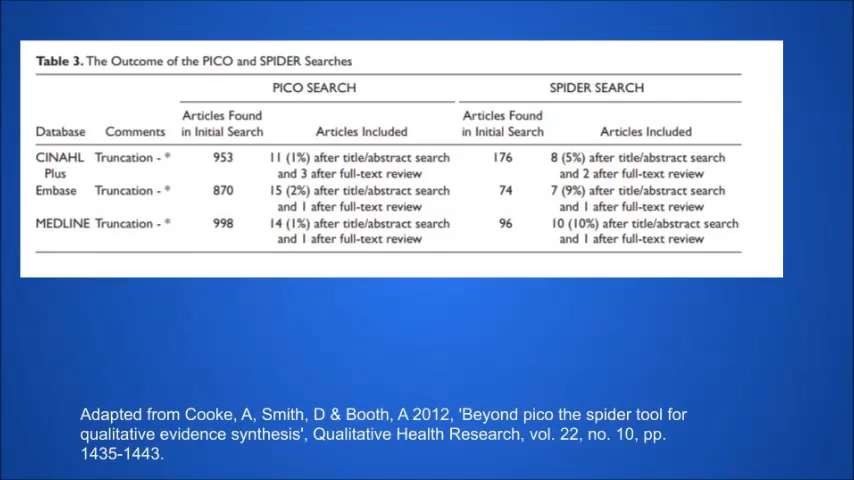 Table 3. The Outcome of the PICO and SPIDER Searches
PICO SEARCH SPIDER SEARCH
Articles Found Articles Found
Database Comments in Initial Search Articles Included in Initial Search Articles Included
CINAHL Truncation - * 953 11 (1%) after title/abstract search 176 8 (5%) after title/abstract search
Plus and 3 after full-text review and 2 after full-text review
Embase Truncation - * 870 15 (2%) after title/abstract search 74 7 (9%) after title/abstract search
and 1 after full-text review and 1 after full-text review
MEDLINE Truncation - * 998 14 (1%) after title/abstract search 96 10 (10%) after title/abstract search
and 1 after full-text review and 1 after full-text review
Adapted from Cooke, A, Smith, D & Booth, A 2012, 'Beyond pico the spider tool for
qualitative evidence synthesis', Qualitative Health Research, vol. 22, no. 10, pp.
1435-1443.